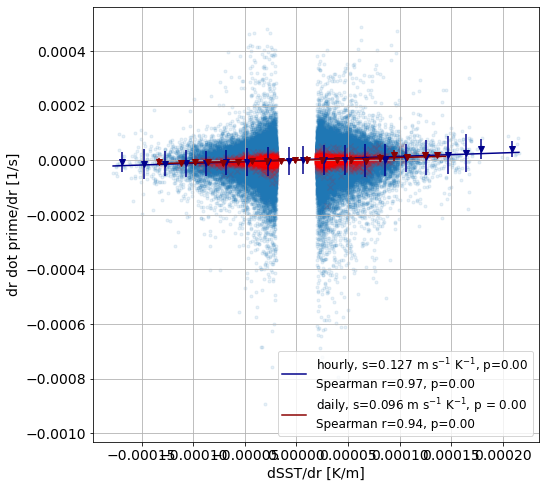 dr dot prime/dr [1/s]
0.0004
0.0002
0.0000
−0.0002
−0.0004
−0.0006
−0.0008
−0.0010
hourly, s=0.127 m s⁻¹ K⁻¹, p=0.00
Spearman r=0.97, p=0.00
daily, s=0.096 m s⁻¹ K⁻¹, p = 0.00
Spearman r=0.94, p=0.00
−0.00015 −0.00010 −0.00005 0.00000 0.00005 0.00010 0.00015 0.00020
dSST/dr [K/m]